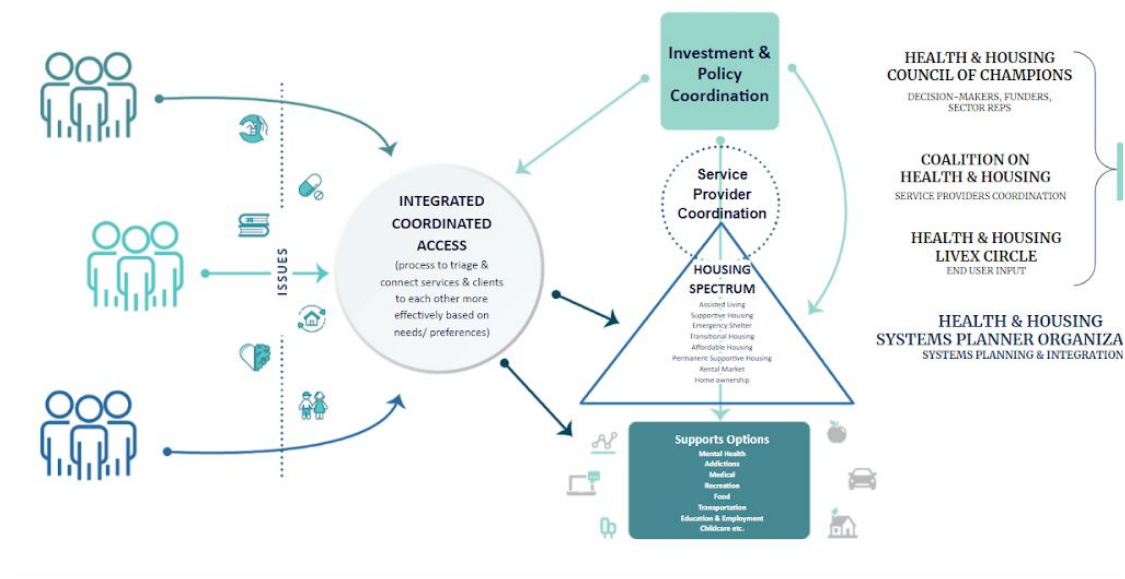 ISSUES
INTEGRATED
COORDINATED
ACCESS
(process to triage &
connect services & clients
to each other more
effectively based on
needs/ preferences)
Investment &
Policy
Coordination
Service
Provider
Coordination
HOUSING
SPECTRUM
Assisted Living
Supportive Housing
Emergency Shelter
Transitional Housing
Affordable Housing
Permanent Supportive Housing
Rental Market
Home ownership
Supports Options
Mental Health
Addictions
Medical
Recreation
Food
Transportation
Education & Employment
Childcare etc.
HEALTH & HOUSING
COUNCIL OF CHAMPIONS
DECISION-MAKERS, FUNDERS,
SECTOR REPS
COALITION ON
HEALTH & HOUSING
SERVICE PROVIDERS COORDINATION
HEALTH & HOUSING
LIVEX CIRCLE
END USER INPUT
HEALTH & HOUSING
SYSTEMS PLANNER ORGANIZA
SYSTEMS PLANNING & INTEGRATION